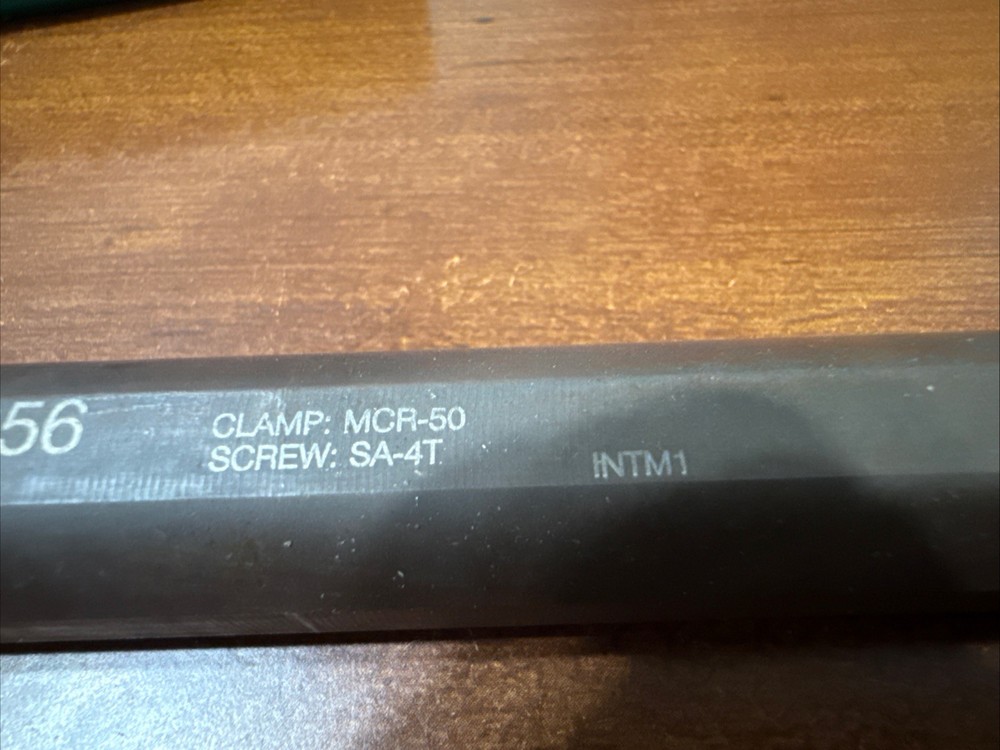 56
CLAMP: MCR-50
SCREW: SA-4T
INTM1